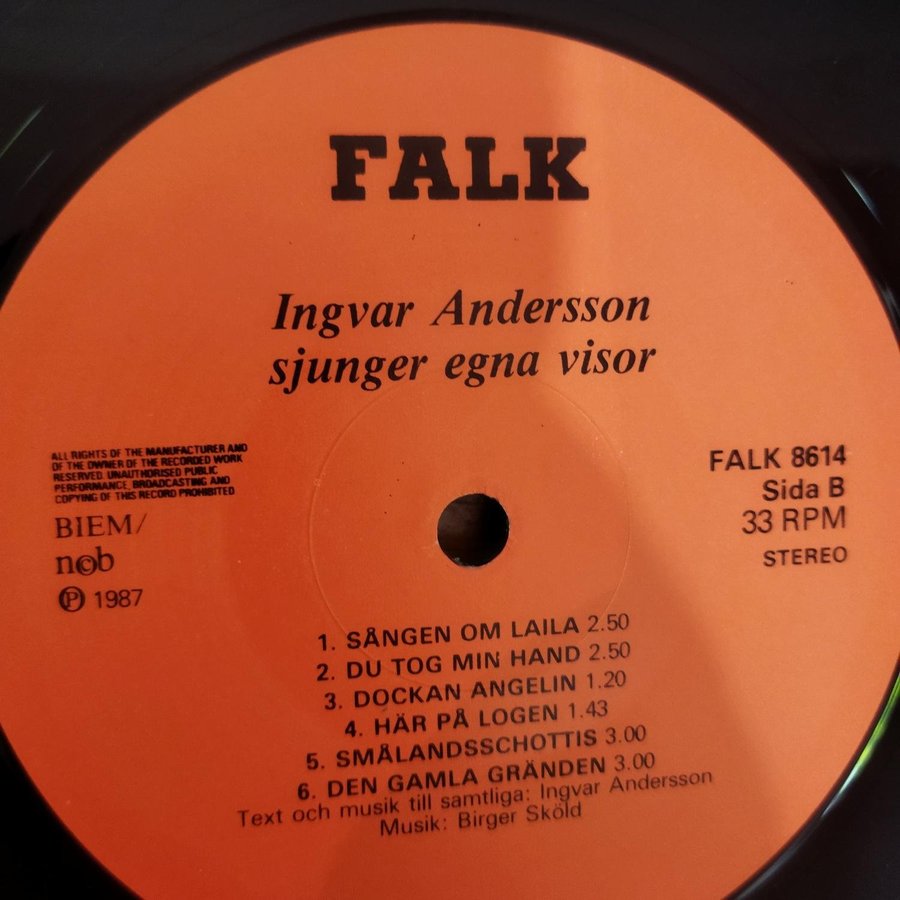 FALK
Ingvar Andersson
sjunger egna visor
ALL RIGHTS OF THE MANUFACTURER AND
OF THE OWNER OF THE RECORDED WORK
RESERVED. UNAUTHORISED PUBLIC
PERFORMANCE, BROADCASTING AND
COPYING OF THIS RECORD PROHIBITED
BIEM/
n©b
Ⓟ 1987
FALK 8614
Sida B
33 RPM
STEREO
1. SÅNGEN OM LAILA 2.50
2. DU TOG MIN HAND 2.50
3. DOCKAN ANGELIN 1.20
4. HÄR PÅ LOGEN 1.43
5. SMÅLANDSSCHOTTIS 3.00
6. DEN GAMLA GRÄNDEN 3.00
Text och musik till samtliga: Ingvar Andersson
Musik: Birger Sköld